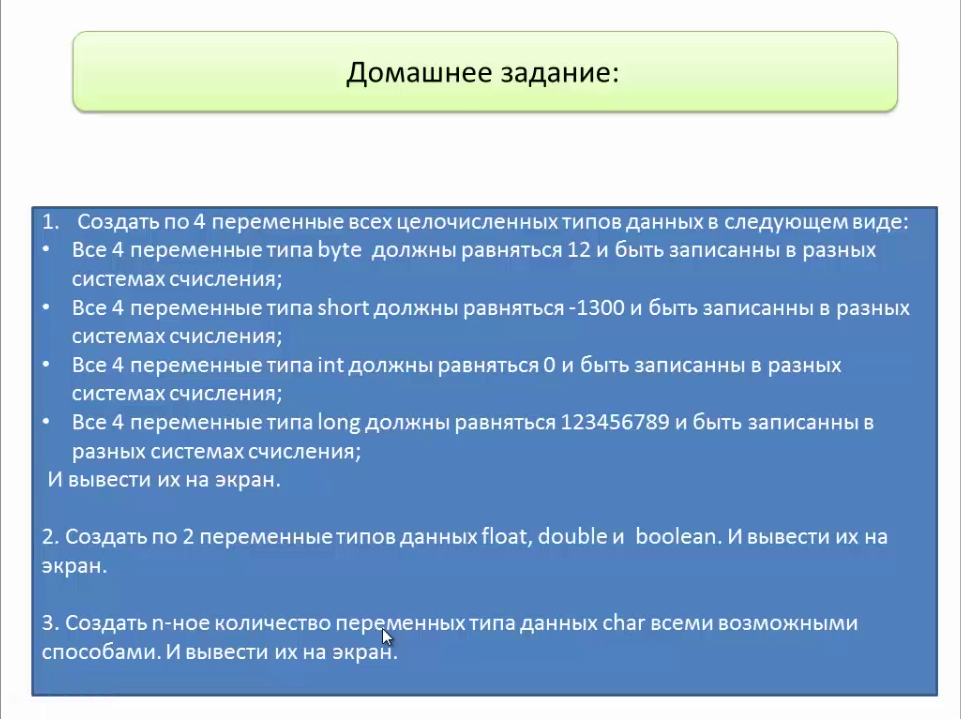 Домашнее задание:
1. Создать по 4 переменные всех целочисленных типов данных в следующем виде:
• Все 4 переменные типа byte должны равняться 12 и быть записанны в разных
системах счисления;
• Все 4 переменные типа short должны равняться -1300 и быть записанны в разных
системах счисления;
• Все 4 переменные типа int должны равняться 0 и быть записанны в разных
системах счисления;
• Все 4 переменные типа long должны равняться 123456789 и быть записанны в
разных системах счисления;
И вывести их на экран.
2. Создать по 2 переменные типов данных float, double и boolean. И вывести их на
экран.
3. Создать n-ное количество переменных типа данных char всеми возможными
способами. И вывести их на экран.